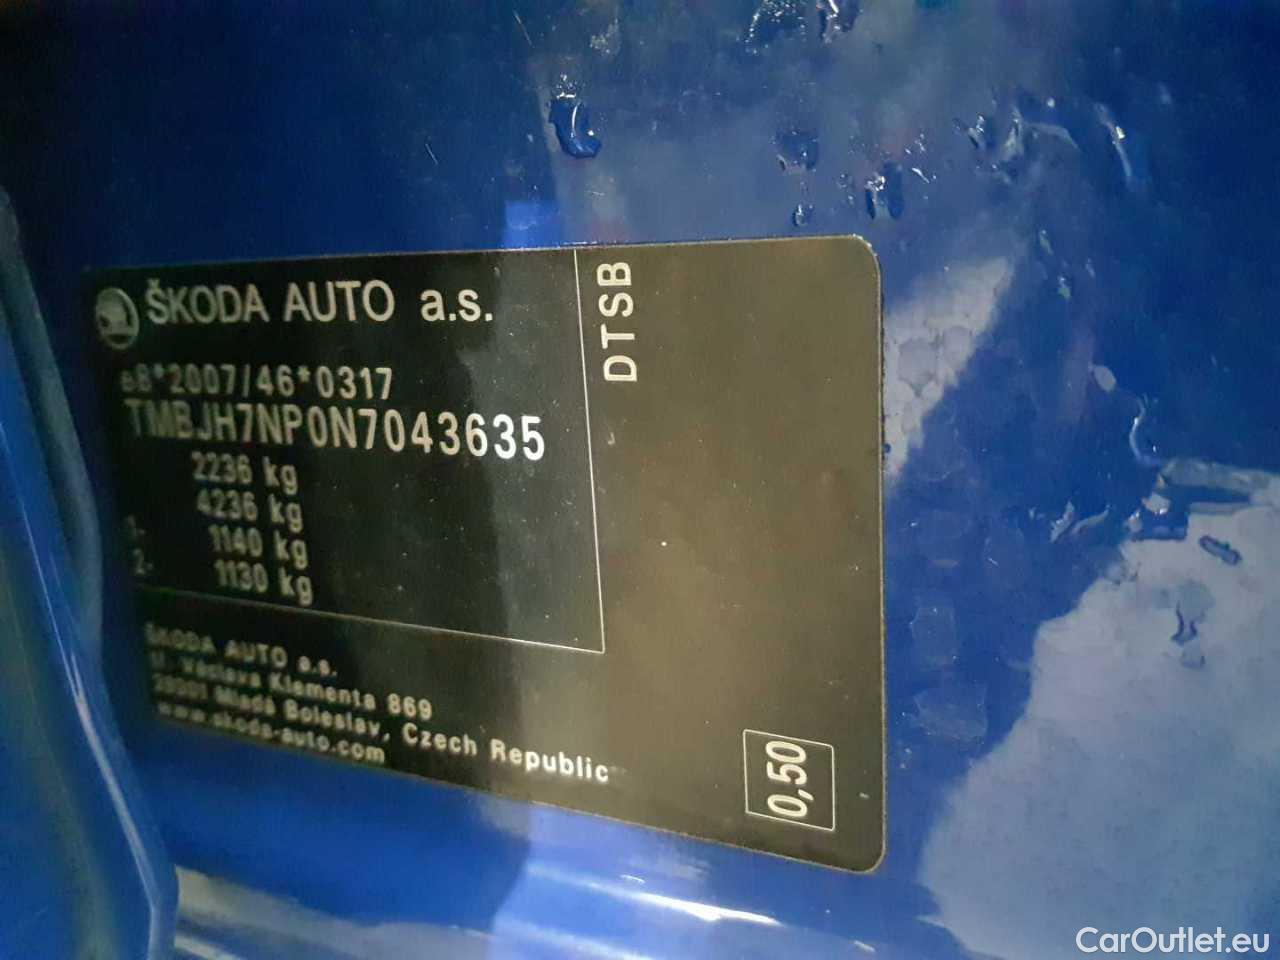 ŠKODA AUTO a.s.
e8*2007/46*0317
TMBJH7NP0N7043635
2236 kg
4236 kg
1- 1140 kg
2- 1130 kg
DTSB
ŠKODA AUTO a.s.
tř. Václava Klementa 869
29301 Mladá Boleslav, Czech Republic
www.skoda-auto.com
0,50
CarOutlet.eu